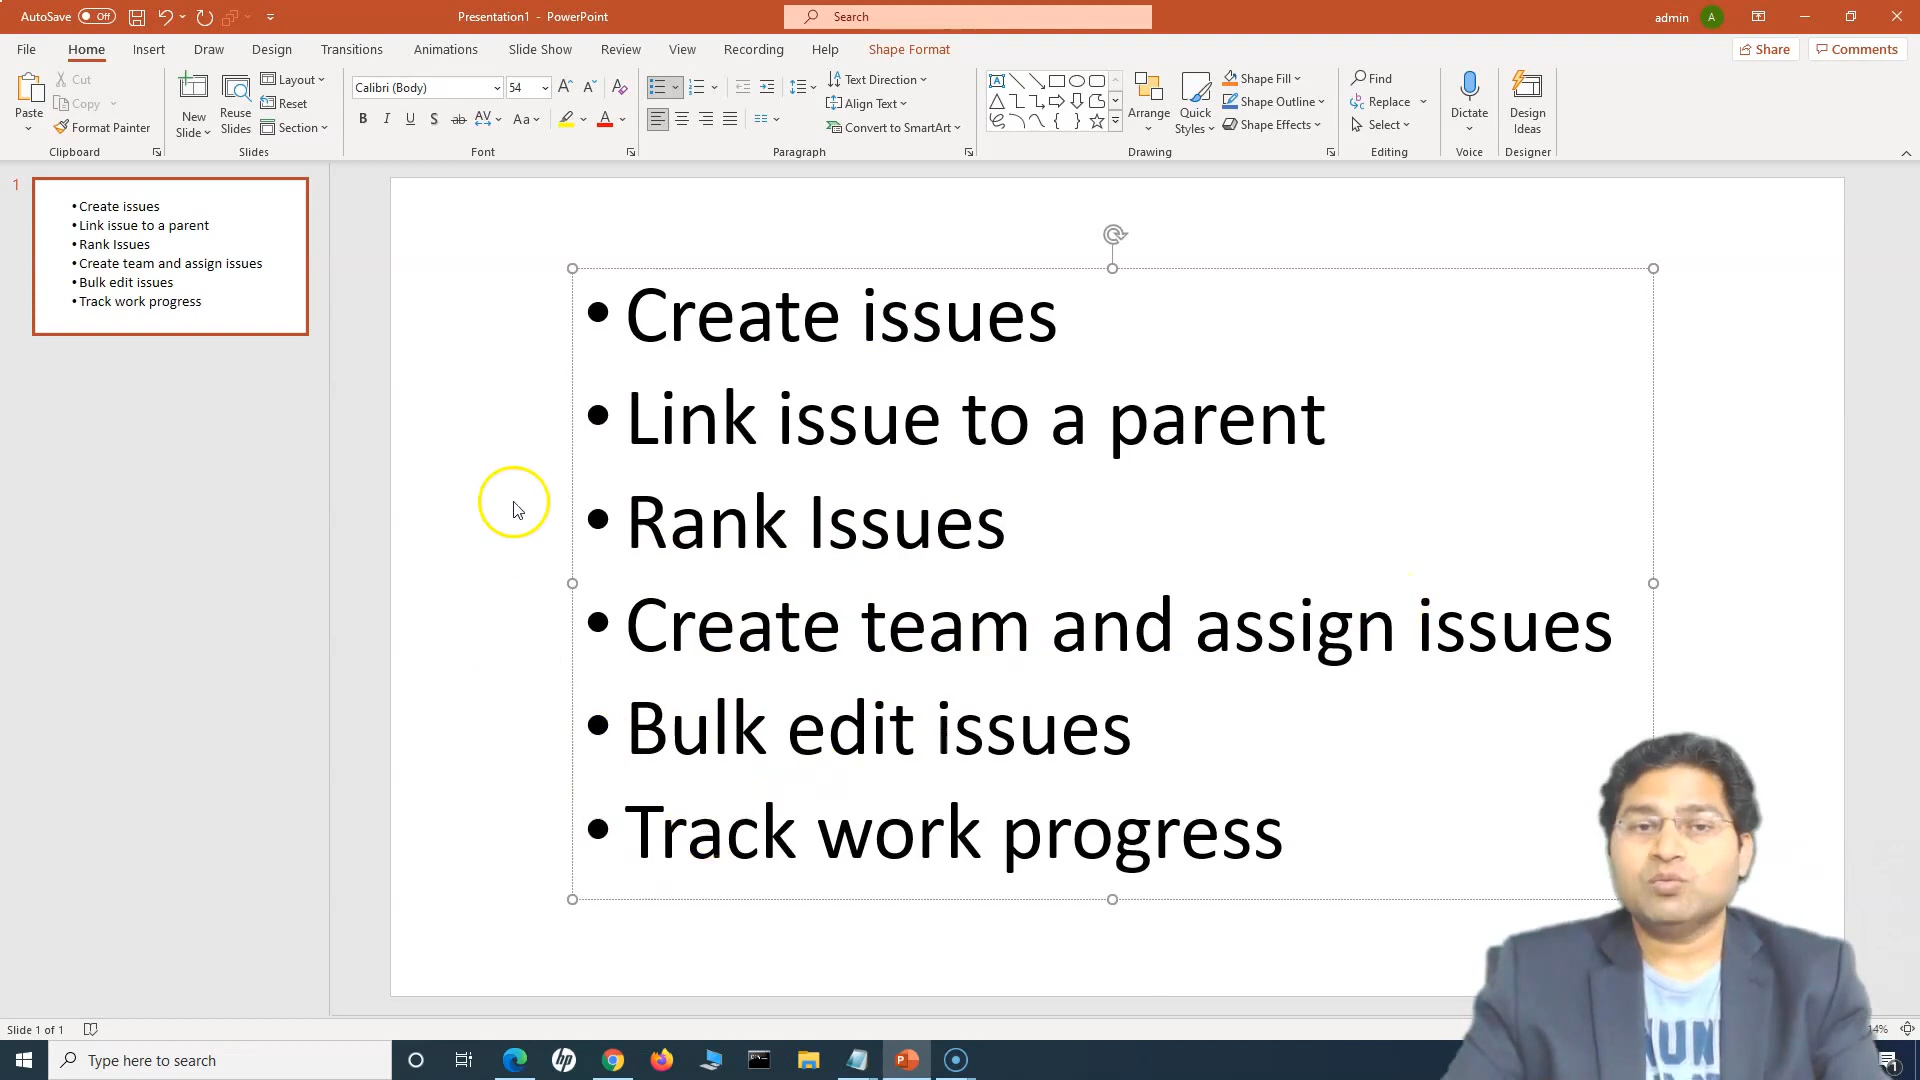 AutoSave Off
Presentation1 - PowerPoint
Search
admin A
File Home Insert Draw Design Transitions Animations Slide Show Review View Recording Help Shape Format
Share Comments
Paste
Cut
Copy
Format Painter
Clipboard
New Slide
Reuse Slides
Layout
Reset
Section
Slides
Calibri (Body) 54
B I U S ab AV Aa A
Font
Text Direction
Align Text
Convert to SmartArt
Paragraph
Arrange
Quick Styles
Shape Fill
Shape Outline
Shape Effects
Drawing
Find
Replace
Select
Editing
Dictate
Voice
Design Ideas
Designer
1
• Create issues
• Link issue to a parent
• Rank Issues
• Create team and assign issues
• Bulk edit issues
• Track work progress
• Create issues
• Link issue to a parent
• Rank Issues
• Create team and assign issues
• Bulk edit issues
• Track work progress
Slide 1 of 1
Type here to search
hp
1